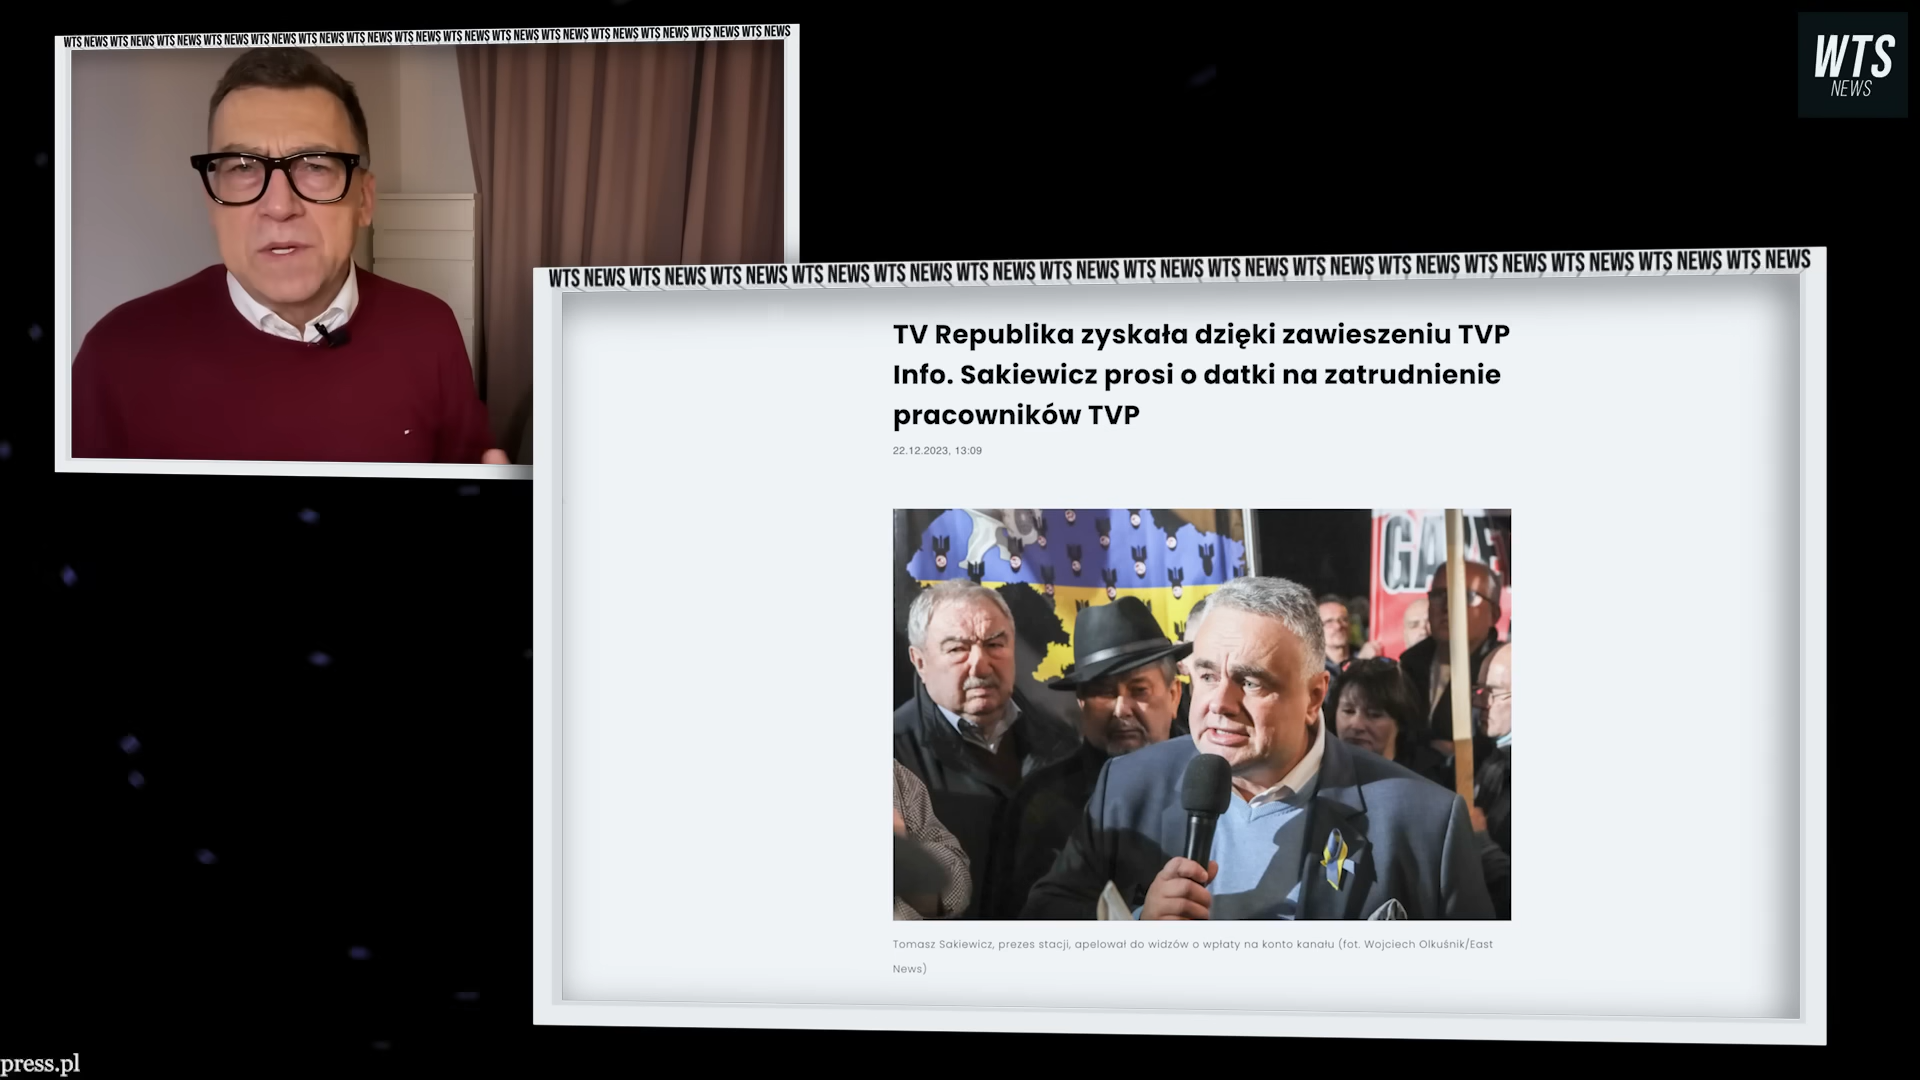 WTS NEWS WTS NEWS WTS NEWS WTS NEWS WTS NEWS WTS NEWS WTS NEWS WTS NEWS WTS NEWS WTS NEWS WTS NEWS WTS NEWS WTS NEWS WTS NEWS WTS NEWS WTS NEWS
WTS
NEWS
WTS NEWS WTS NEWS WTS NEWS WTS NEWS WTS NEWS WTS NEWS WTS NEWS WTS NEWS WTS NEWS WTS NEWS WTS NEWS WTS NEWS WTS NEWS WTS NEWS WTS NEWS
TV Republika zyskała dzięki zawieszeniu TVP
Info. Sakiewicz prosi o datki na zatrudnienie
pracowników TVP
22.12.2023, 13:09
Tomasz Sakiewicz, prezes stacji, apelował do widzów o wpłaty na konto kanału (fot. Wojciech Olkuśnik/East
News)
press.pl